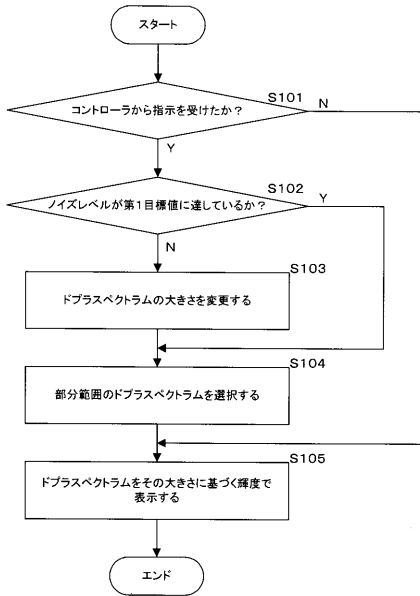 スタート
S101
コントローラから指示を受けたか？
N
Y
S102
ノイズレベルが第1目標値に達しているか？
Y
N
S103
ドプラスペクトラムの大きさを変更する
S104
部分範囲のドプラスペクトラムを選択する
S105
ドプラスペクトラムをその大きさに基づく輝度で
表示する
エンド